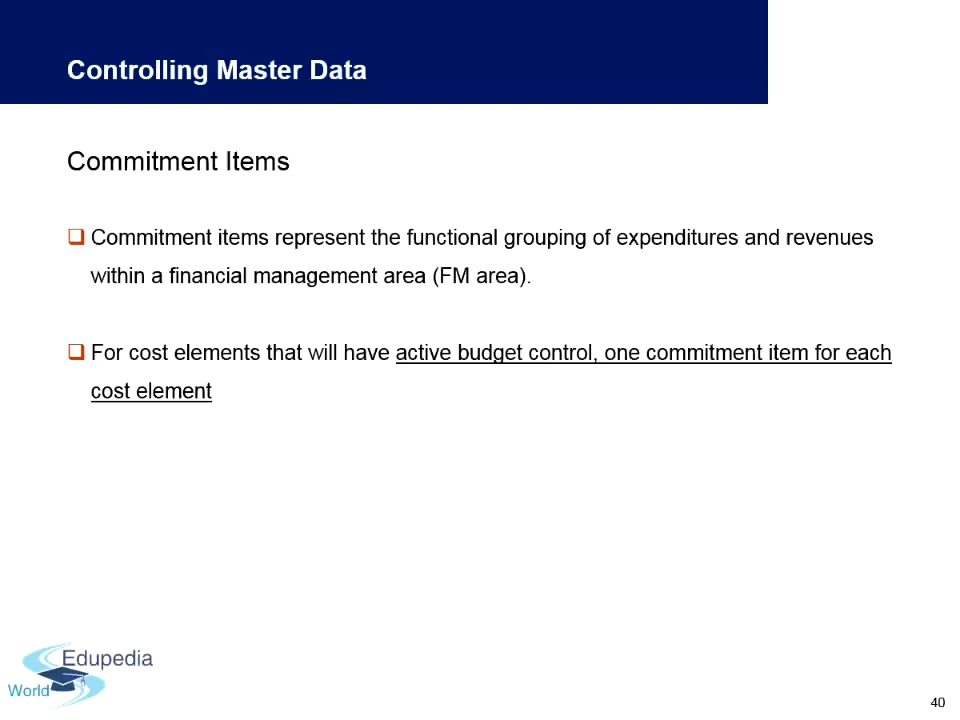 Controlling Master Data
Commitment Items
❑ Commitment items represent the functional grouping of expenditures and revenues
within a financial management area (FM area).
❑ For cost elements that will have active budget control, one commitment item for each
cost element
Edupedia
World
40